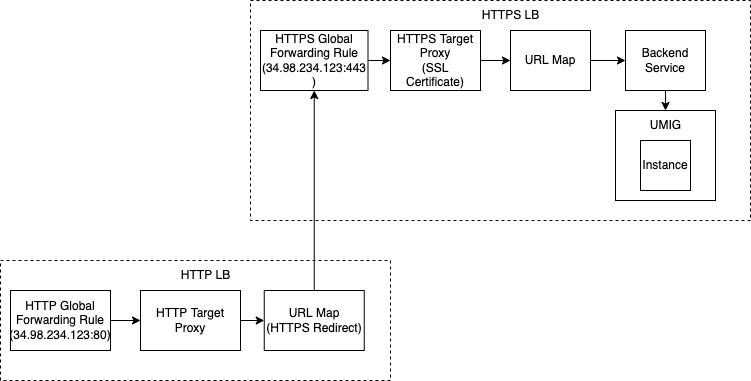 HTTPS LB
HTTPS Global
Forwarding Rule
(34.98.234.123:443
)
HTTPS Target
Proxy
(SSL
Certificate)
URL Map
Backend
Service
UMIG
Instance
HTTP LB
HTTP Global
Forwarding Rule
(34.98.234.123:80)
HTTP Target
Proxy
URL Map
(HTTPS Redirect)